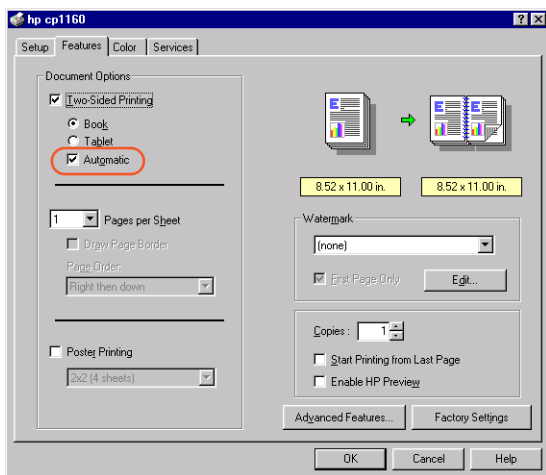 hp cp1160
Setup Features Color Services
Document Options
Two-Sided Printing
Book
Tablet
Automatic
8.52 x 11.00 in. 8.52 x 11.00 in.
1 Pages per Sheet
Draw Page Border
Page Order:
Right then down
Watermark
(none)
First Page Only Edit...
Poster Printing
2x2 (4 sheets)
Copies : 1
Start Printing from Last Page
Enable HP Preview
Advanced Features... Factory Settings
OK Cancel Help